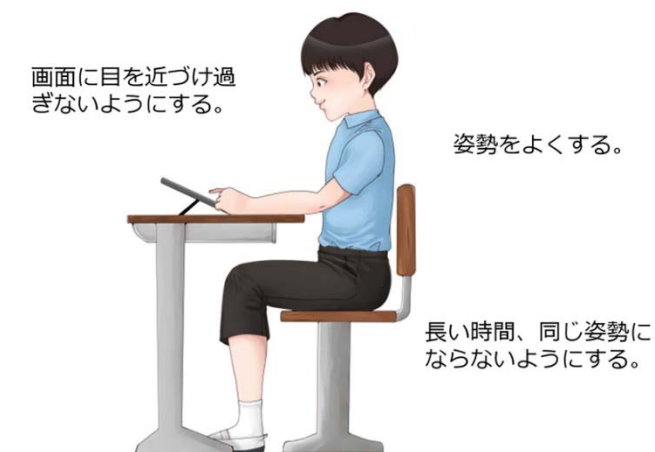 画面に目を近づけ過
ぎないようにする。
姿勢をよくする。
長い時間、同じ姿勢に
ならないようにする。